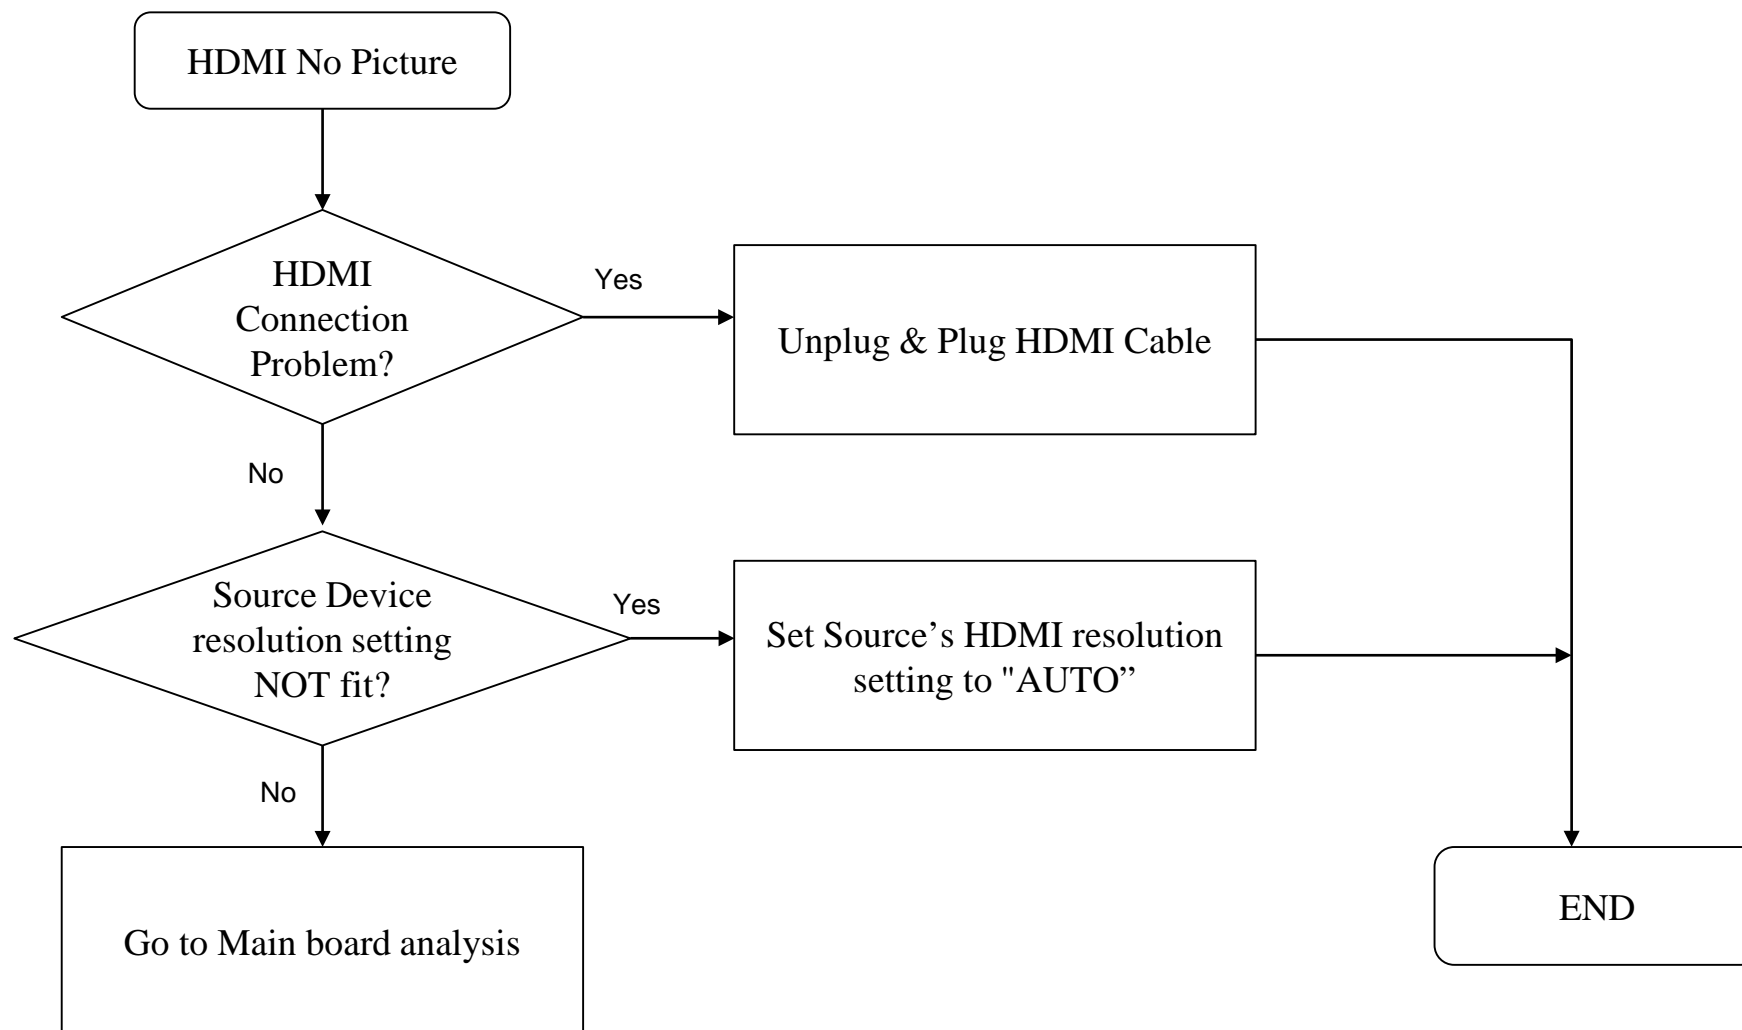 HDMI No Picture
HDMI
Connection
Problem?
Yes
Unplug & Plug HDMI Cable
No
Source Device
resolution setting
NOT fit?
Yes
Set Source’s HDMI resolution
setting to "AUTO”
No
Go to Main board analysis
END